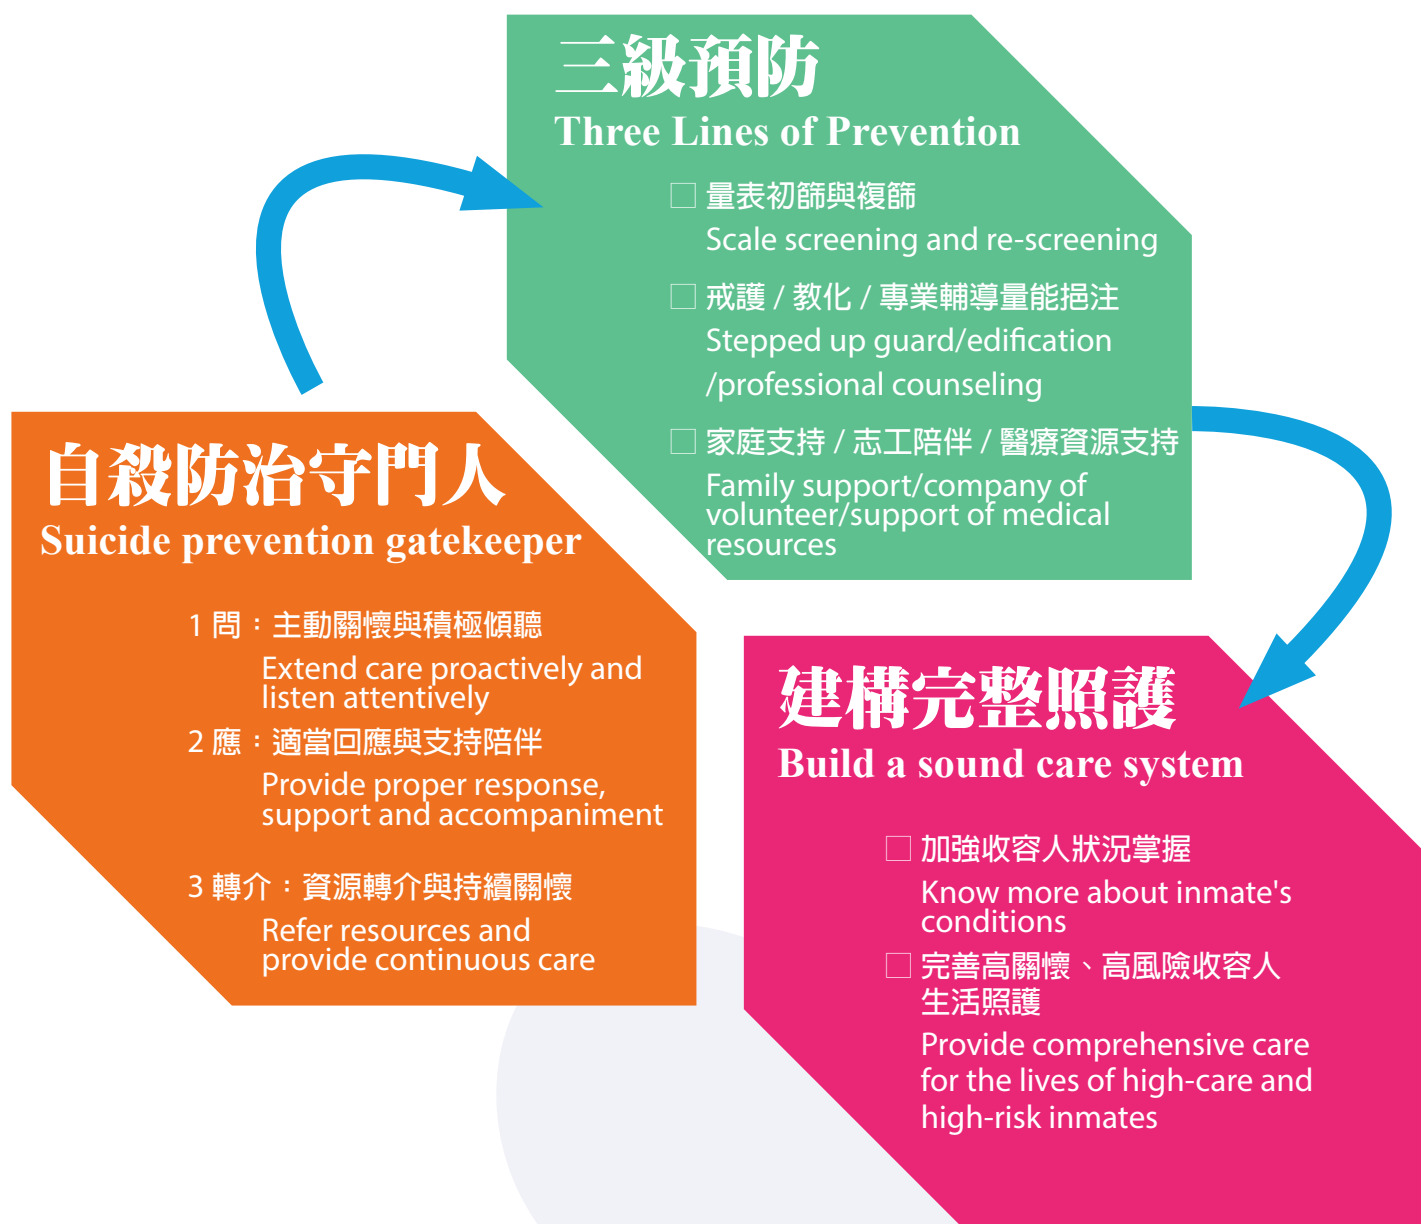 三級預防
Three Lines of Prevention
□ 量表初篩與複篩
Scale screening and re-screening
□ 戒護 / 教化 / 專業輔導量能挹注
Stepped up guard/edification
/professional counseling
□ 家庭支持 / 志工陪伴 / 醫療資源支持
Family support/company of
volunteer/support of medical
resources
自殺防治守門人
Suicide prevention gatekeeper
1 問：主動關懷與積極傾聽
Extend care proactively and
listen attentively
2 應：適當回應與支持陪伴
Provide proper response,
support and accompaniment
3 轉介：資源轉介與持續關懷
Refer resources and
provide continuous care
建構完整照護
Build a sound care system
□ 加強收容人狀況掌握
Know more about inmate's
conditions
□ 完善高關懷、高風險收容人
生活照護
Provide comprehensive care
for the lives of high-care and
high-risk inmates